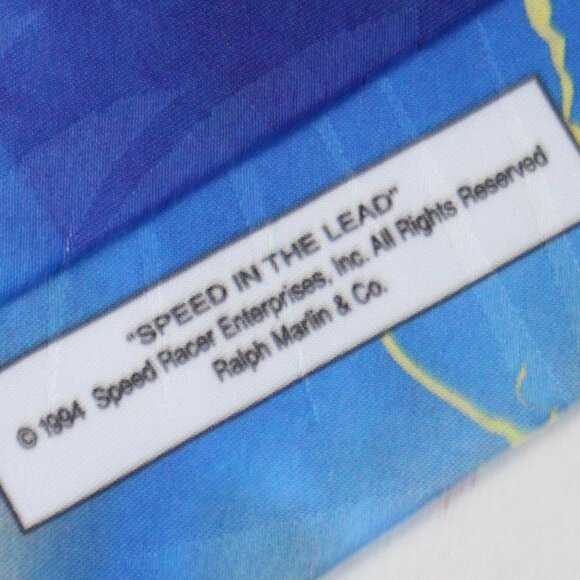 "SPEED IN THE LEAD"
© 1994 Speed Racer Enterprises, Inc. All Rights Reserved
Ralph Marlin & Co.